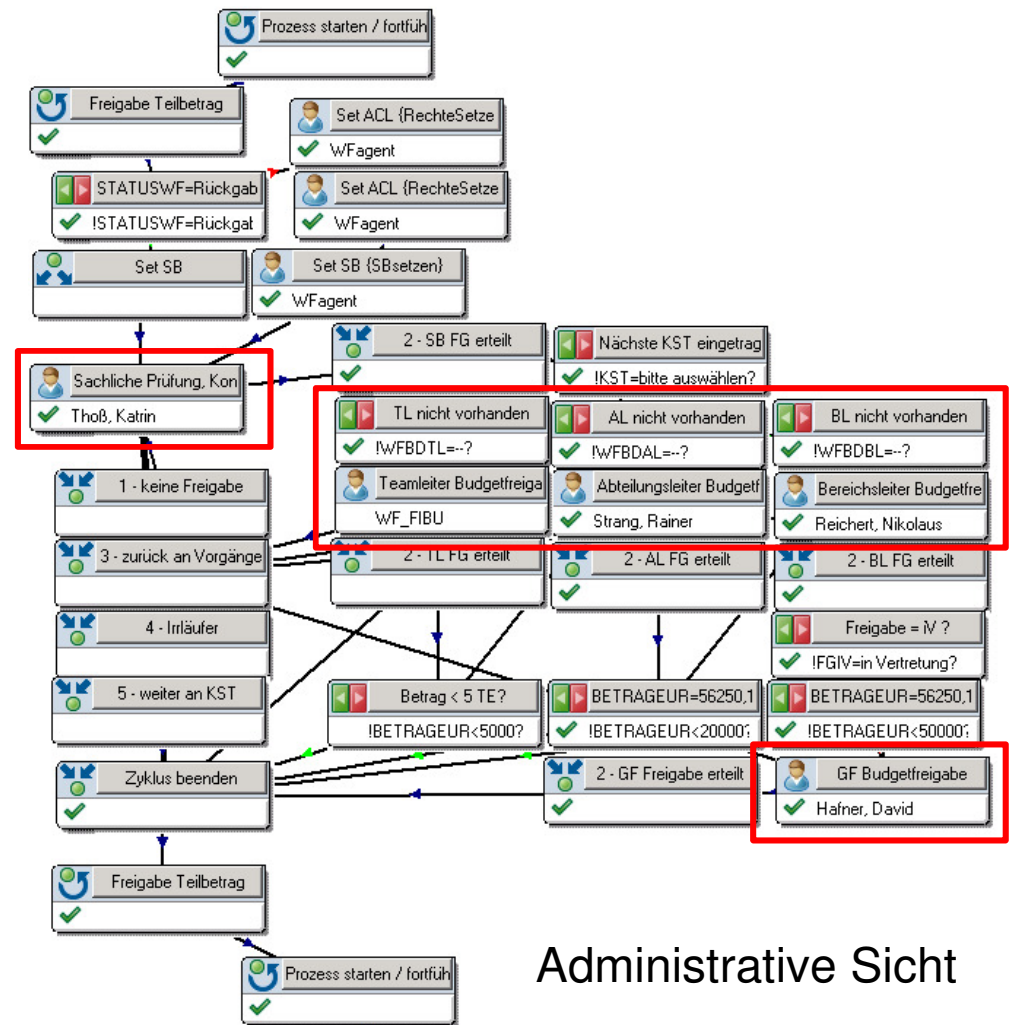 Prozess starten / fortfüh
Freigabe Teilbetrag
Set ACL {RechteSetze
WFagent
STATUSWF=Rückgab
!STATUSWF=Rückgat
Set ACL {RechteSetze
WFagent
Set SB
Set SB {SBsetzen}
WFagent
2 - SB FG erteilt
Nächste KST eingetrag
!KST=bitte auswählen?
Sachliche Prüfung, Kon
Thoß, Katrin
TL nicht vorhanden
!WFBDTL=--?
AL nicht vorhanden
!WFBDAL=--?
BL nicht vorhanden
!WFBDBL=--?
1 - keine Freigabe
Teamleiter Budgetfreiga
WF_FIBU
Abteilungsleiter Budgetf
Strang, Rainer
Bereichsleiter Budgetfre
Reichert, Nikolaus
3 - zurück an Vorgänge
2 - TL FG erteilt
2 - AL FG erteilt
2 - BL FG erteilt
4 - Irrläufer
Freigabe = iV ?
!FGIV=in Vertretung?
5 - weiter an KST
Betrag < 5 TE?
!BETRAGEUR<5000?
BETRAGEUR=56250,1
!BETRAGEUR<20000?
BETRAGEUR=56250,1
!BETRAGEUR<50000?
Zyklus beenden
2 - GF Freigabe erteilt
GF Budgetfreigabe
Hafner, David
Freigabe Teilbetrag
Prozess starten / fortfüh
Administrative Sicht